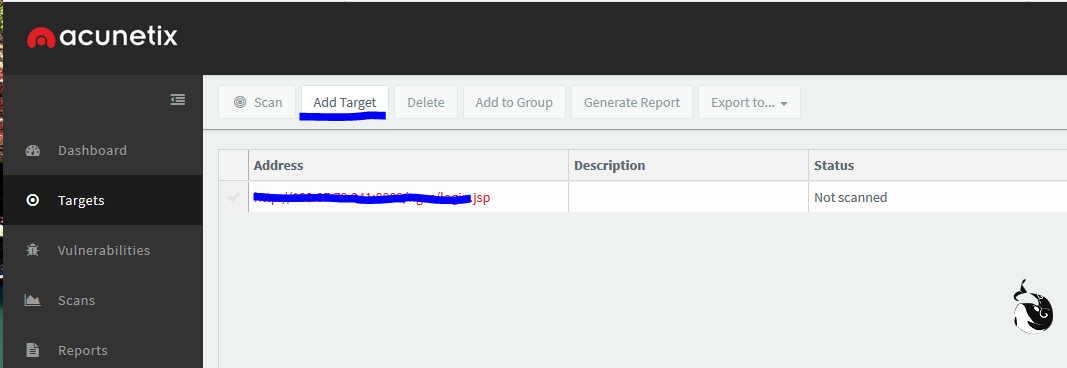 acunetix
Scan
Add Target
Delete
Add to Group
Generate Report
Export to...
Dashboard
Targets
Vulnerabilities
Scans
Reports
Address
Description
Status
.jsp
Not scanned